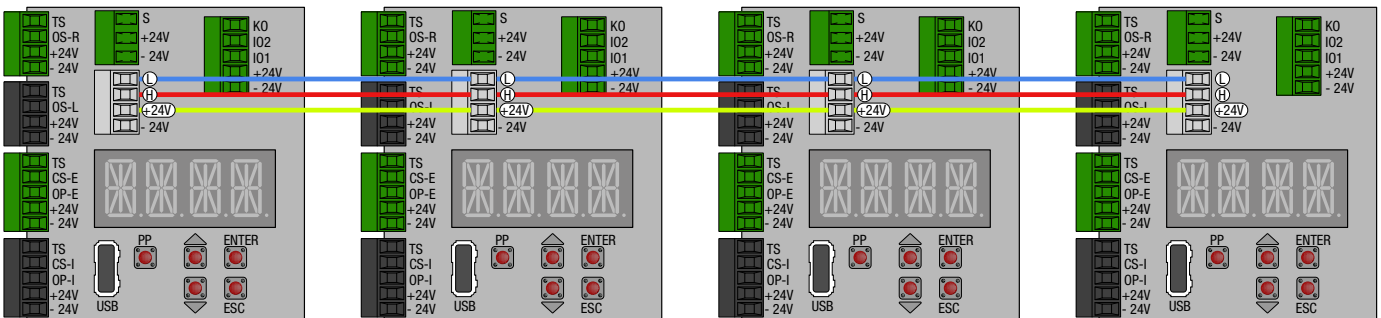 TS
OS-R
+24V
- 24V
TS
OS-L
+24V
- 24V
TS
CS-E
OP-E
+24V
- 24V
TS
CS-I
OP-I
+24V
- 24V
S
+24V
- 24V
L
H
+24V
- 24V
KO
IO2
IO1
+24V
- 24V
PP
ENTER
USB
ESC
TS
OS-R
+24V
- 24V
TS
OS-L
+24V
- 24V
TS
CS-E
OP-E
+24V
- 24V
TS
CS-I
OP-I
+24V
- 24V
S
+24V
- 24V
L
H
+24V
- 24V
KO
IO2
IO1
+24V
- 24V
PP
ENTER
USB
ESC
TS
OS-R
+24V
- 24V
TS
OS-L
+24V
- 24V
TS
CS-E
OP-E
+24V
- 24V
TS
CS-I
OP-I
+24V
- 24V
S
+24V
- 24V
L
H
+24V
- 24V
KO
IO2
IO1
+24V
- 24V
PP
ENTER
USB
ESC
TS
OS-R
+24V
- 24V
TS
OS-L
+24V
- 24V
TS
CS-E
OP-E
+24V
- 24V
TS
CS-I
OP-I
+24V
- 24V
S
+24V
- 24V
L
H
+24V
- 24V
KO
IO2
IO1
+24V
- 24V
PP
ENTER
USB
ESC